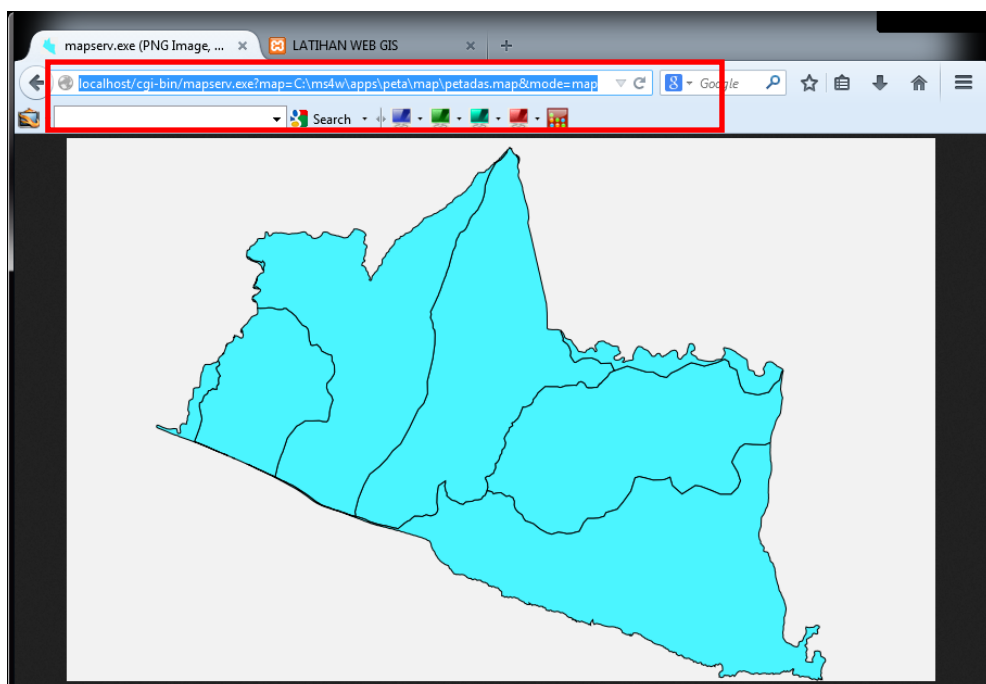 mapserv.exe (PNG Image, ... ×
LATIHAN WEB GIS ×
localhost/cgi-bin/mapserv.exe?map=C:\ms4w\apps\peta\map\petadas.map&mode=map
Google
Search